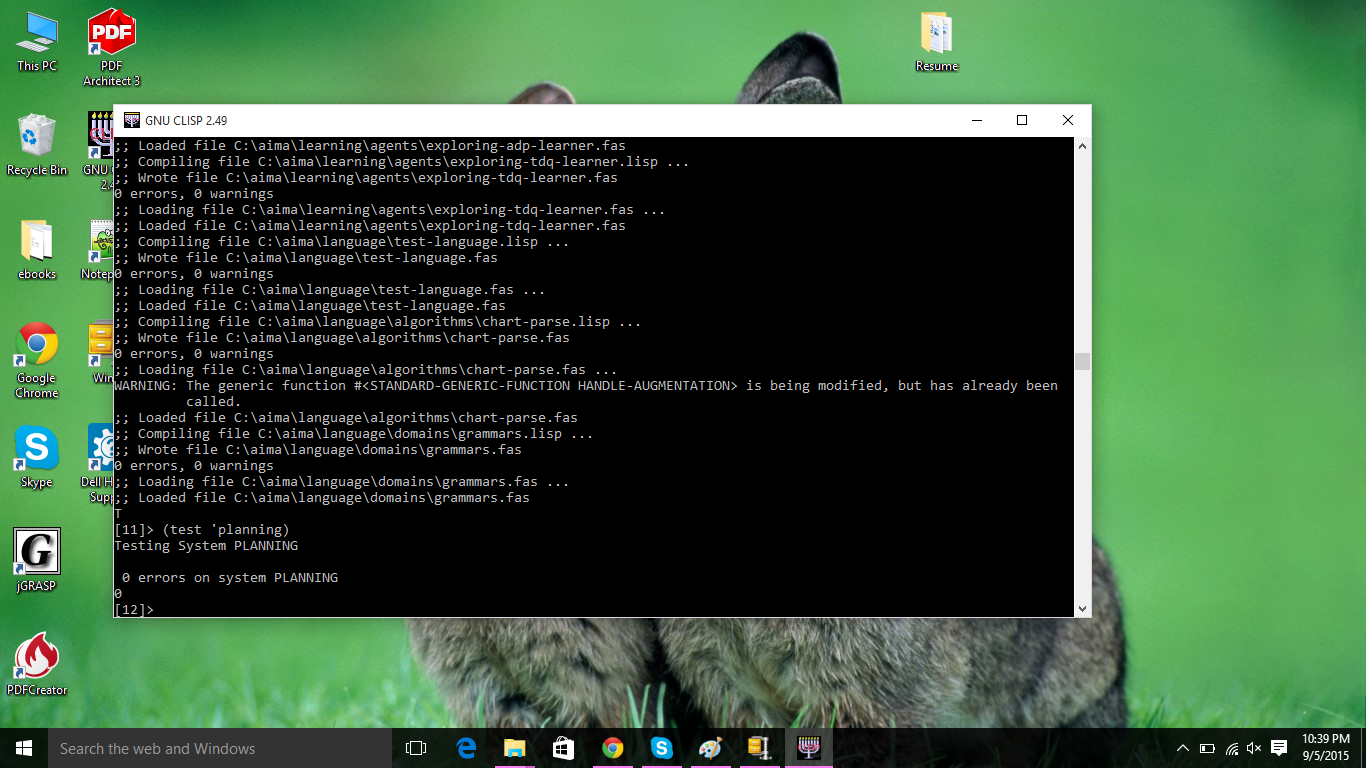 This PC
PDF
PDF
Architect 3
Resume
Recycle Bin
GNU
2.4
ebooks
Notep
Google
Chrome
Win
Skype
Dell H
Supp
G
jGRASP
PDFCreator
GNU CLISP 2.49
;; Loaded file C:\aima\learning\agents\exploring-adp-learner.fas
;; Compiling file C:\aima\learning\agents\exploring-tdq-learner.lisp ...
;; Wrote file C:\aima\learning\agents\exploring-tdq-learner.fas
0 errors, 0 warnings
;; Loading file C:\aima\learning\agents\exploring-tdq-learner.fas ...
;; Loaded file C:\aima\learning\agents\exploring-tdq-learner.fas
;; Compiling file C:\aima\language\test-language.lisp ...
;; Wrote file C:\aima\language\test-language.fas
0 errors, 0 warnings
;; Loading file C:\aima\language\test-language.fas ...
;; Loaded file C:\aima\language\test-language.fas
;; Compiling file C:\aima\language\algorithms\chart-parse.lisp ...
;; Wrote file C:\aima\language\algorithms\chart-parse.fas
0 errors, 0 warnings
;; Loading file C:\aima\language\algorithms\chart-parse.fas ...
WARNING: The generic function #<STANDARD-GENERIC-FUNCTION HANDLE-AUGMENTATION> is being modified, but has already been
called.
;; Loaded file C:\aima\language\algorithms\chart-parse.fas
;; Compiling file C:\aima\language\domains\grammars.lisp ...
;; Wrote file C:\aima\language\domains\grammars.fas
0 errors, 0 warnings
;; Loading file C:\aima\language\domains\grammars.fas ...
;; Loaded file C:\aima\language\domains\grammars.fas
T
[11]> (test 'planning)
Testing System PLANNING
0 errors on system PLANNING
0
[12]>
Search the web and Windows
10:39 PM
9/5/2015